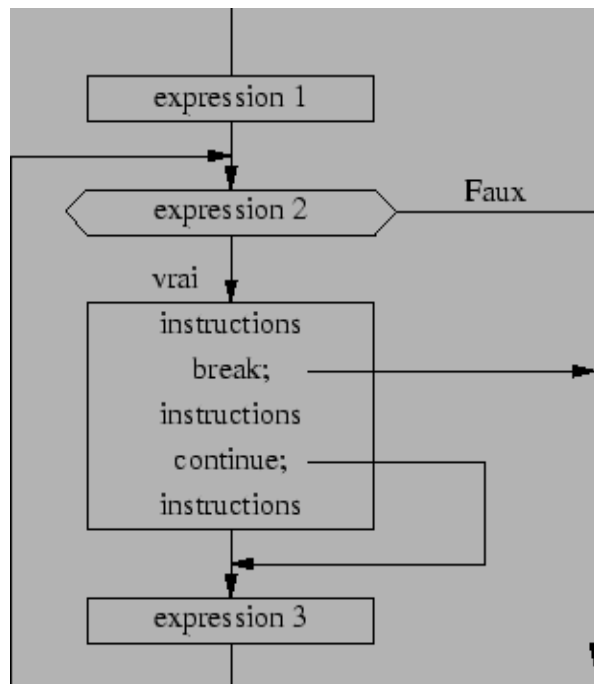 expression 1
expression 2
Faux
vrai
instructions
break;
instructions
continue;
instructions
expression 3